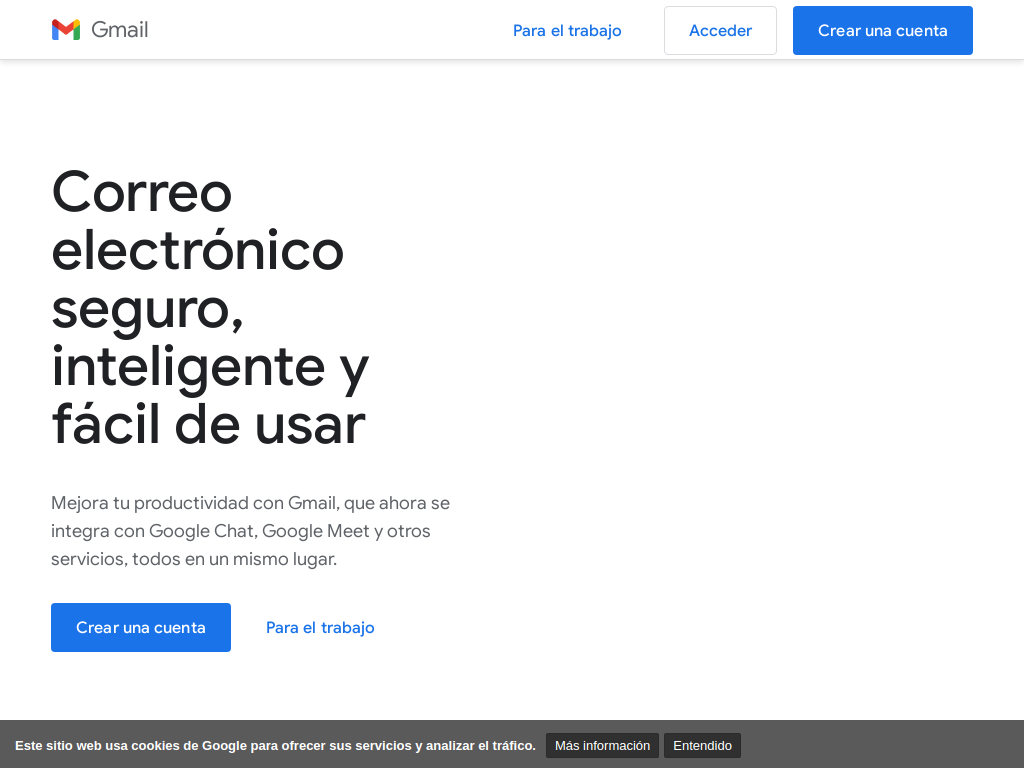 Gmail
Para el trabajo
Acceder
Crear una cuenta
Correo
electrónico
seguro,
inteligente y
fácil de usar
Mejora tu productividad con Gmail, que ahora se
integra con Google Chat, Google Meet y otros
servicios, todos en un mismo lugar.
Crear una cuenta
Para el trabajo
Este sitio web usa cookies de Google para ofrecer sus servicios y analizar el tráfico.
Más información
Entendido